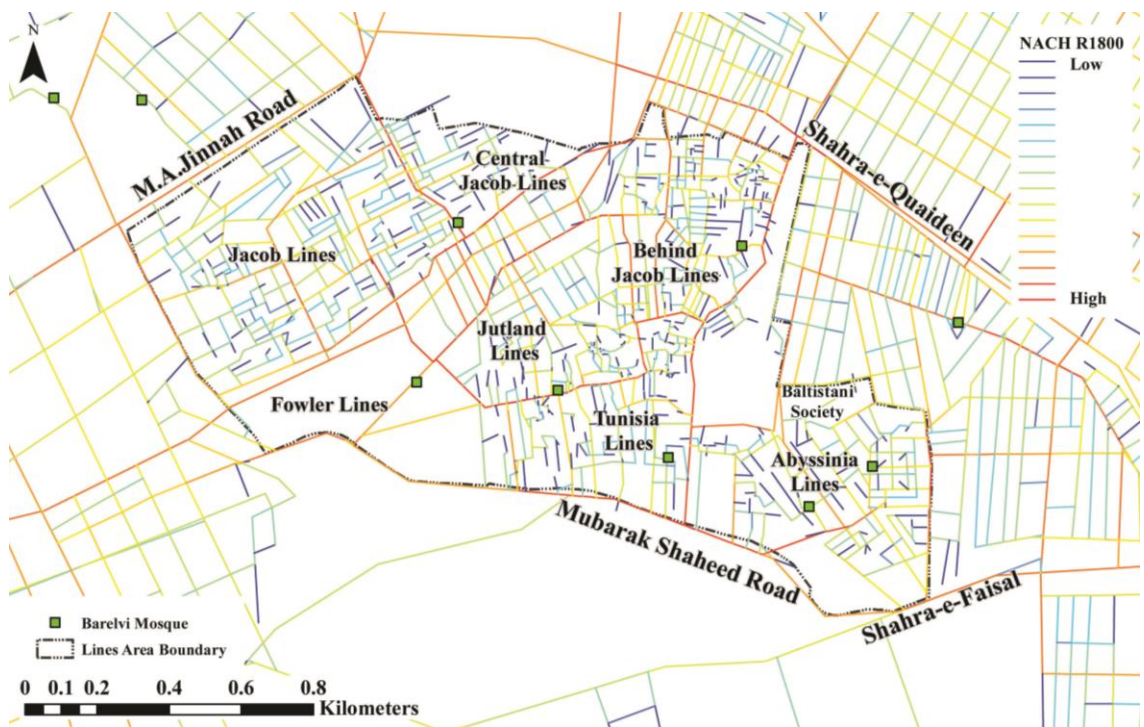 N
NACH R1800
Low
High
M.A.Jinnah Road
Shahra-e-Quaideen
Central
Jacob Lines
Jacob Lines
Behind
Jacob Lines
Jutland
Lines
Fowler Lines
Baltistani
Society
Tunisia
Lines
Abyssinia
Lines
Mubarak Shaheed Road
Shahra-e-Faisal
Barelvi Mosque
Lines Area Boundary
0 0.1 0.2 0.4 0.6 0.8
Kilometers